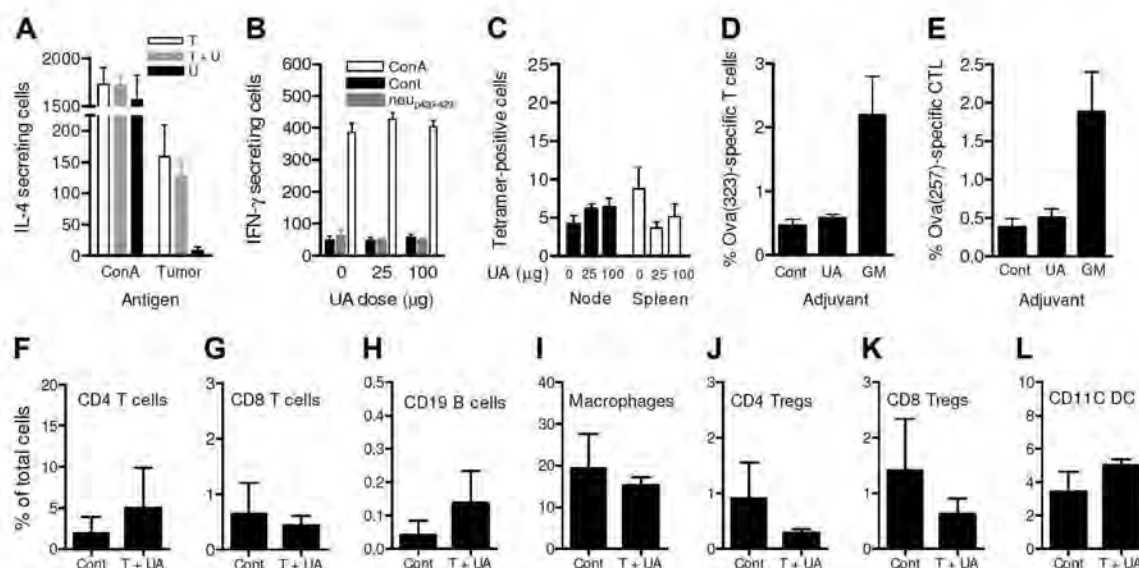 A
IL-4 secreting cells
2000
1500
200
150
100
50
0
T
T + U
U
ConA Tumor
Antigen
B
IFN-γ secreting cells
600
500
400
300
200
100
0
ConA
Cont
0 25 100
UA dose (µg)
C
Tetramer-positive cells
25
20
15
10
5
0
UA (µg) 0 25 100 0 25 100
Node Spleen
D
% Ova(323)-specific T cells
3
2
1
0
Cont UA GM
Adjuvant
E
% Ova(257)-specific CTL
2.5
2.0
1.5
1.0
0.5
0.0
Cont UA GM
Adjuvant
F
% of total cells
20
15
10
5
0
CD4 T cells
Cont T + UA
G
3
2
1
0
CD8 T cells
Cont T + UA
H
0.5
0.4
0.3
0.2
0.1
0.0
CD19 B cells
Cont T + UA
I
40
30
20
10
0
Macrophages
Cont T + UA
J
3
2
1
0
CD4 Tregs
Cont T + UA
K
3
2
1
0
CD8 Tregs
Cont T + UA
L
10
8
6
4
2
0
CD11C DC
Cont T + UA